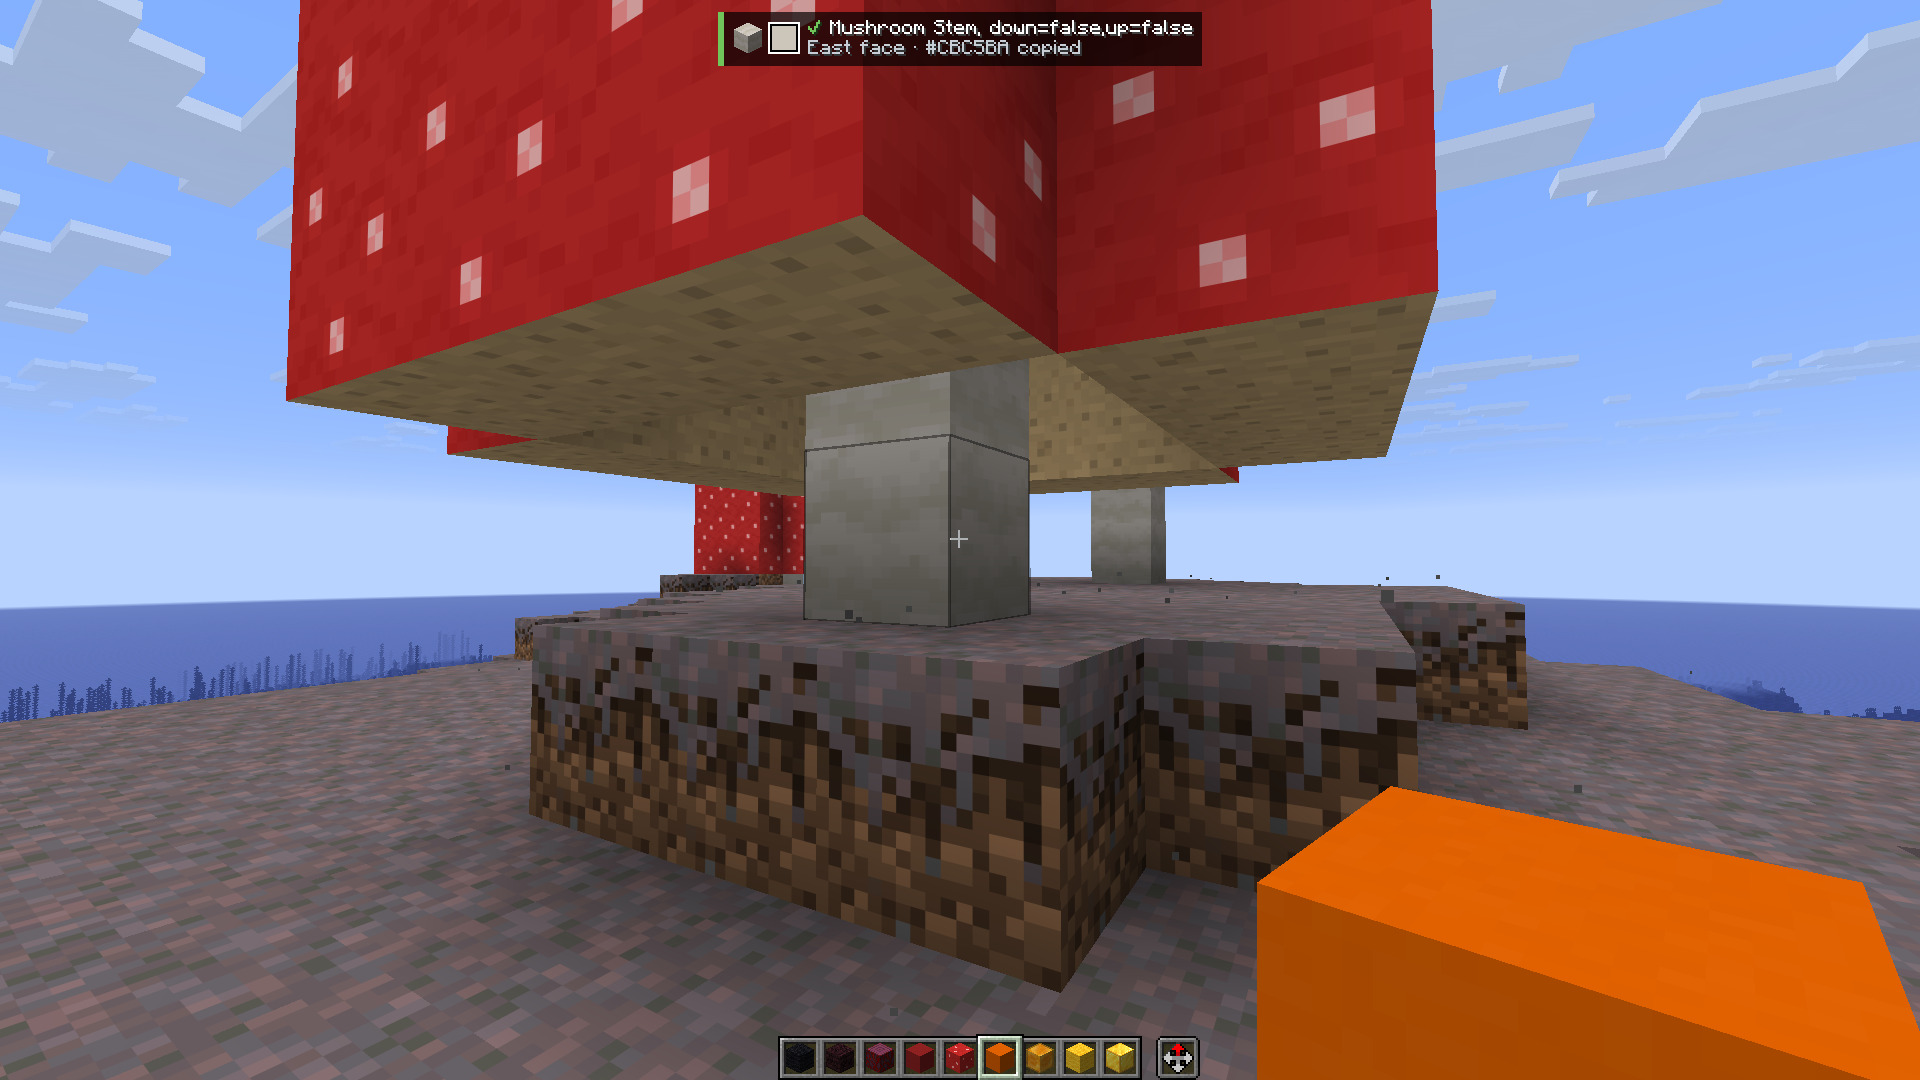 ✓ Mushroom Stem, down=false,up=false
East face · #CBC5BA copied